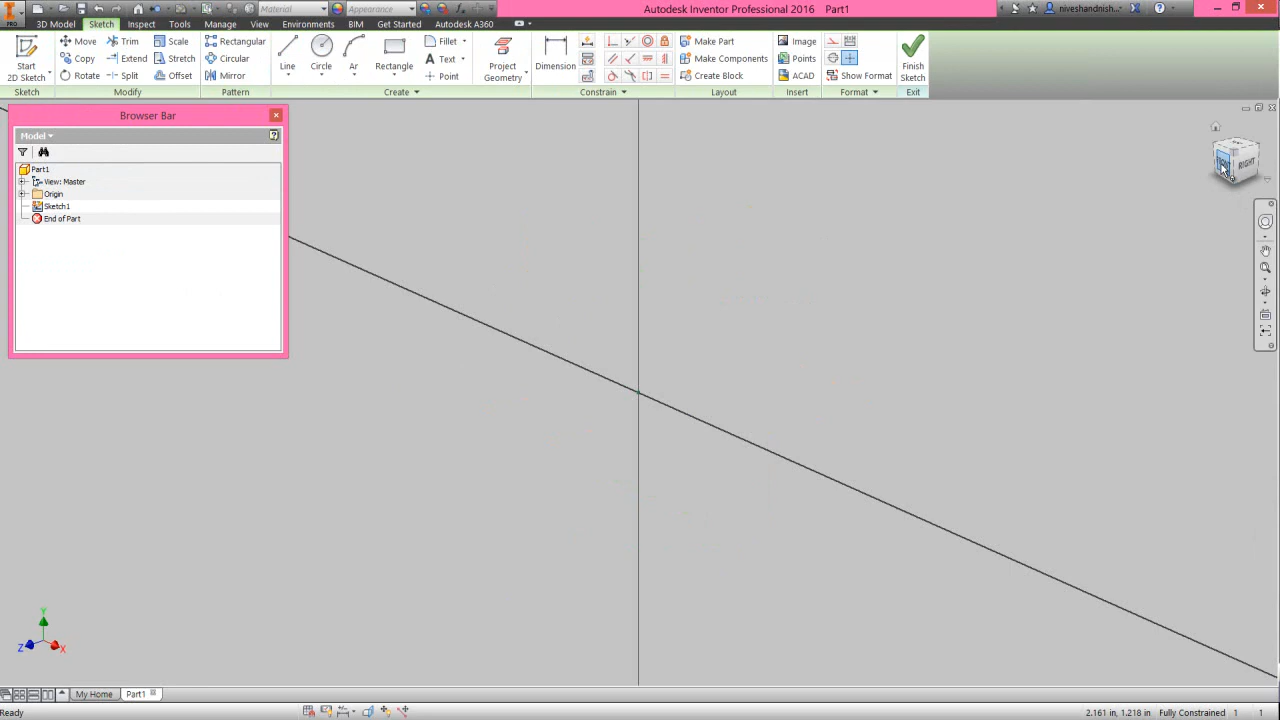 Autodesk Inventor Professional 2016 Part1
niveshandnish...
PRO
Material
Appearance
File
3D Model Sketch Inspect Tools Manage View Environments BIM Get Started Autodesk A360
Start
2D Sketch
Move Trim Scale
Stretch
Rotate Split Offset
Rectangular
Circular
Mirror
Line Circle Ar Rectangle
Fillet
Text
Point
Project
Geometry
Dimension
Make Part
Make Components
Create Block
Image
Points
ACAD
Show Format
Finish
Sketch
Sketch Modify Pattern Create Constrain Layout Insert Format Exit
Browser Bar
Model
Part1
View: Master
Origin
Sketch1
End of Part
RIGHT
Y
Z X
My Home Part1
Ready
2.161 in, 1.218 in Fully Constrained 1 1